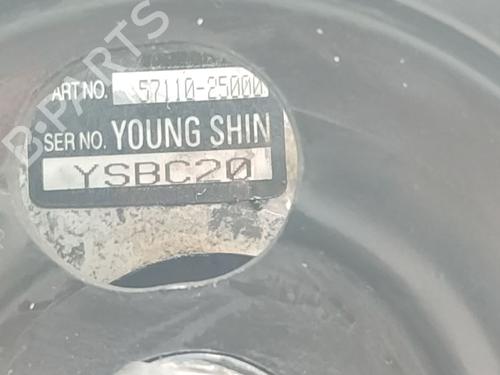 ART NO. 57110-25000
SER NO. YOUNG SHIN
YSBC20
B-PARTS